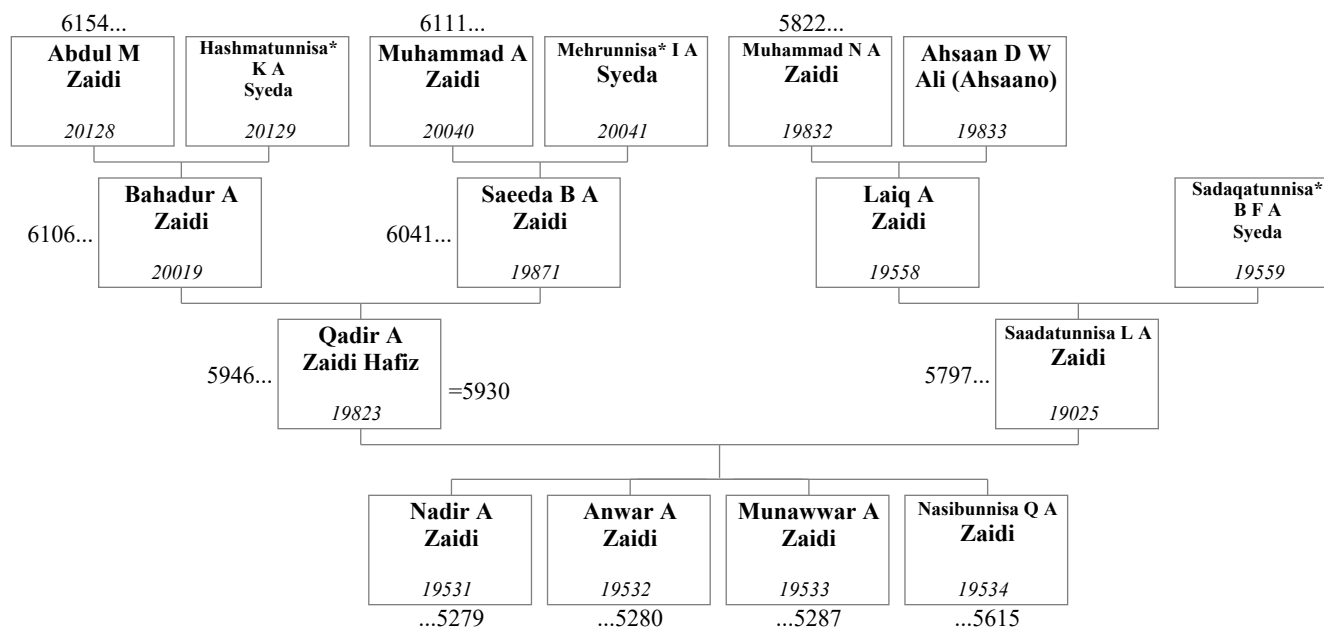 6154...
6111...
5822...
Abdul M
Zaidi
20128
Hashmatunnisa*
K A
Syeda
20129
Muhammad A
Zaidi
20040
Mehrunnisa* I A
Syeda
20041
Muhammad N A
Zaidi
19832
Ahsaan D W
Ali (Ahsaano)
19833
6106...
Bahadur A
Zaidi
20019
6041...
Saeeda B A
Zaidi
19871
Laiq A
Zaidi
19558
Sadaqatunnisa*
B F A
Syeda
19559
5946...
Qadir A
Zaidi Hafiz
19823
=5930
5797...
Saadatunnisa L A
Zaidi
19025
Nadir A
Zaidi
19531
...5279
Anwar A
Zaidi
19532
...5280
Munawwar A
Zaidi
19533
...5287
Nasibunnisa Q A
Zaidi
19534
...5615